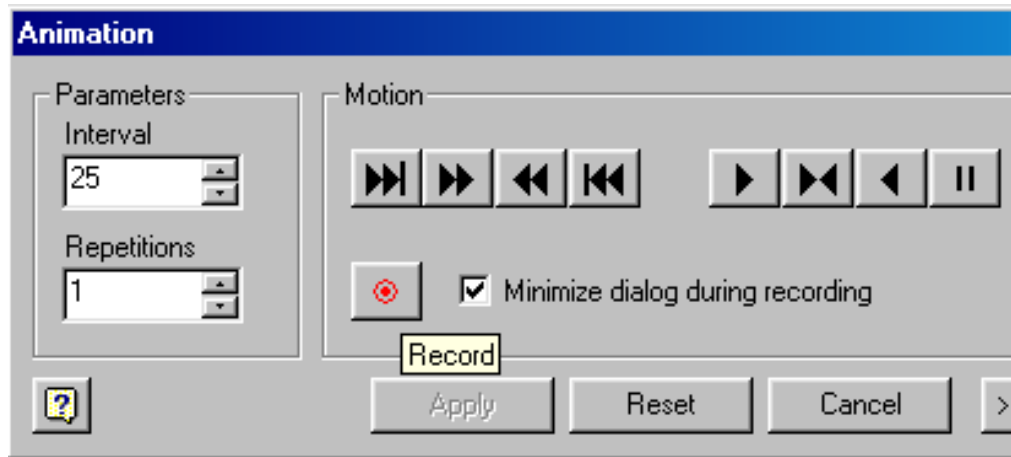 Animation
Parameters
Interval
25
Repetitions
1
Motion
Minimize dialog during recording
Record
?
Apply
Reset
Cancel
>